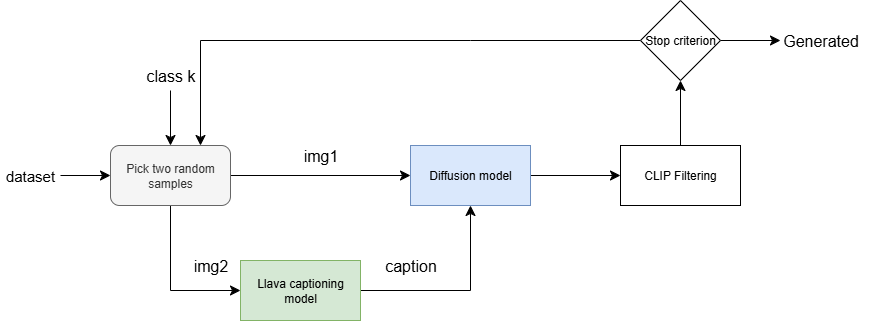 Stop criterion
Generated
class k
dataset
Pick two random
samples
img1
Diffusion model
CLIP Filtering
img2
caption
Llava captioning
model